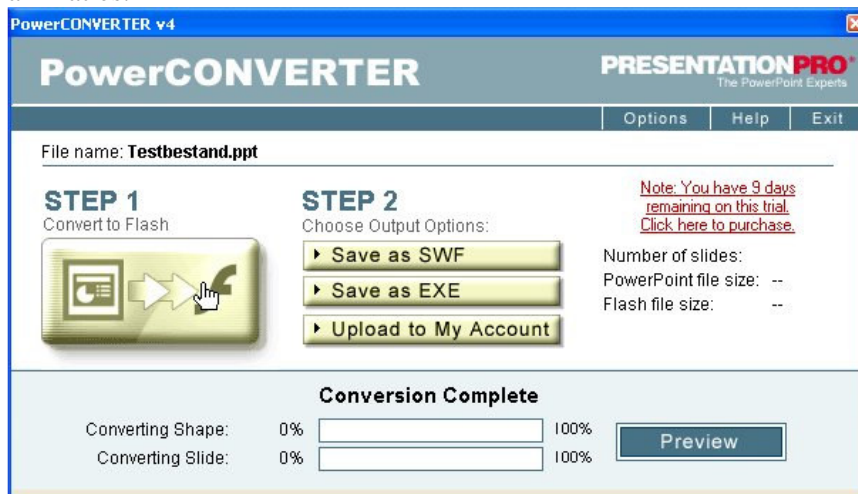 PowerCONVERTER v4
PowerCONVERTER
PRESENTATIONPRO
The PowerPoint Experts
Options Help Exit
File name: Testbestand.ppt
STEP 1
Convert to Flash
STEP 2
Choose Output Options:
Save as SWF
Save as EXE
Upload to My Account
Note: You have 9 days
remaining on this trial.
Click here to purchase.
Number of slides:
PowerPoint file size: --
Flash file size: --
Conversion Complete
Converting Shape: 0% 100%
Converting Slide: 0% 100%
Preview